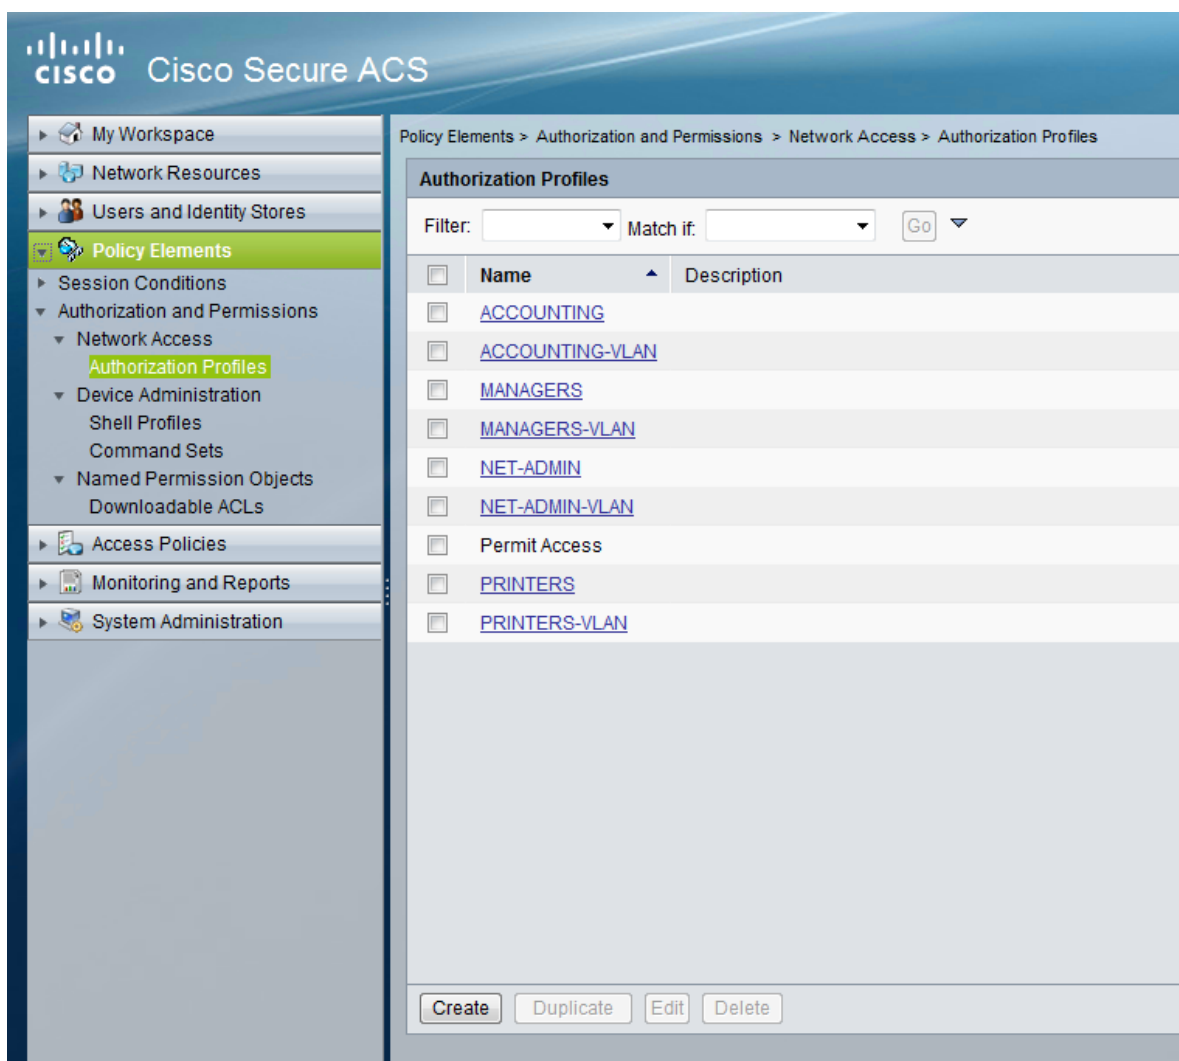 CISCO Cisco Secure ACS
My Workspace
Network Resources
Users and Identity Stores
Policy Elements
Session Conditions
Authorization and Permissions
Network Access
Authorization Profiles
Device Administration
Shell Profiles
Command Sets
Named Permission Objects
Downloadable ACLs
Access Policies
Monitoring and Reports
System Administration
Policy Elements > Authorization and Permissions > Network Access > Authorization Profiles
Authorization Profiles
Filter: Match if: Go
Name Description
ACCOUNTING
ACCOUNTING-VLAN
MANAGERS
MANAGERS-VLAN
NET-ADMIN
NET-ADMIN-VLAN
Permit Access
PRINTERS
PRINTERS-VLAN
Create Duplicate Edit Delete